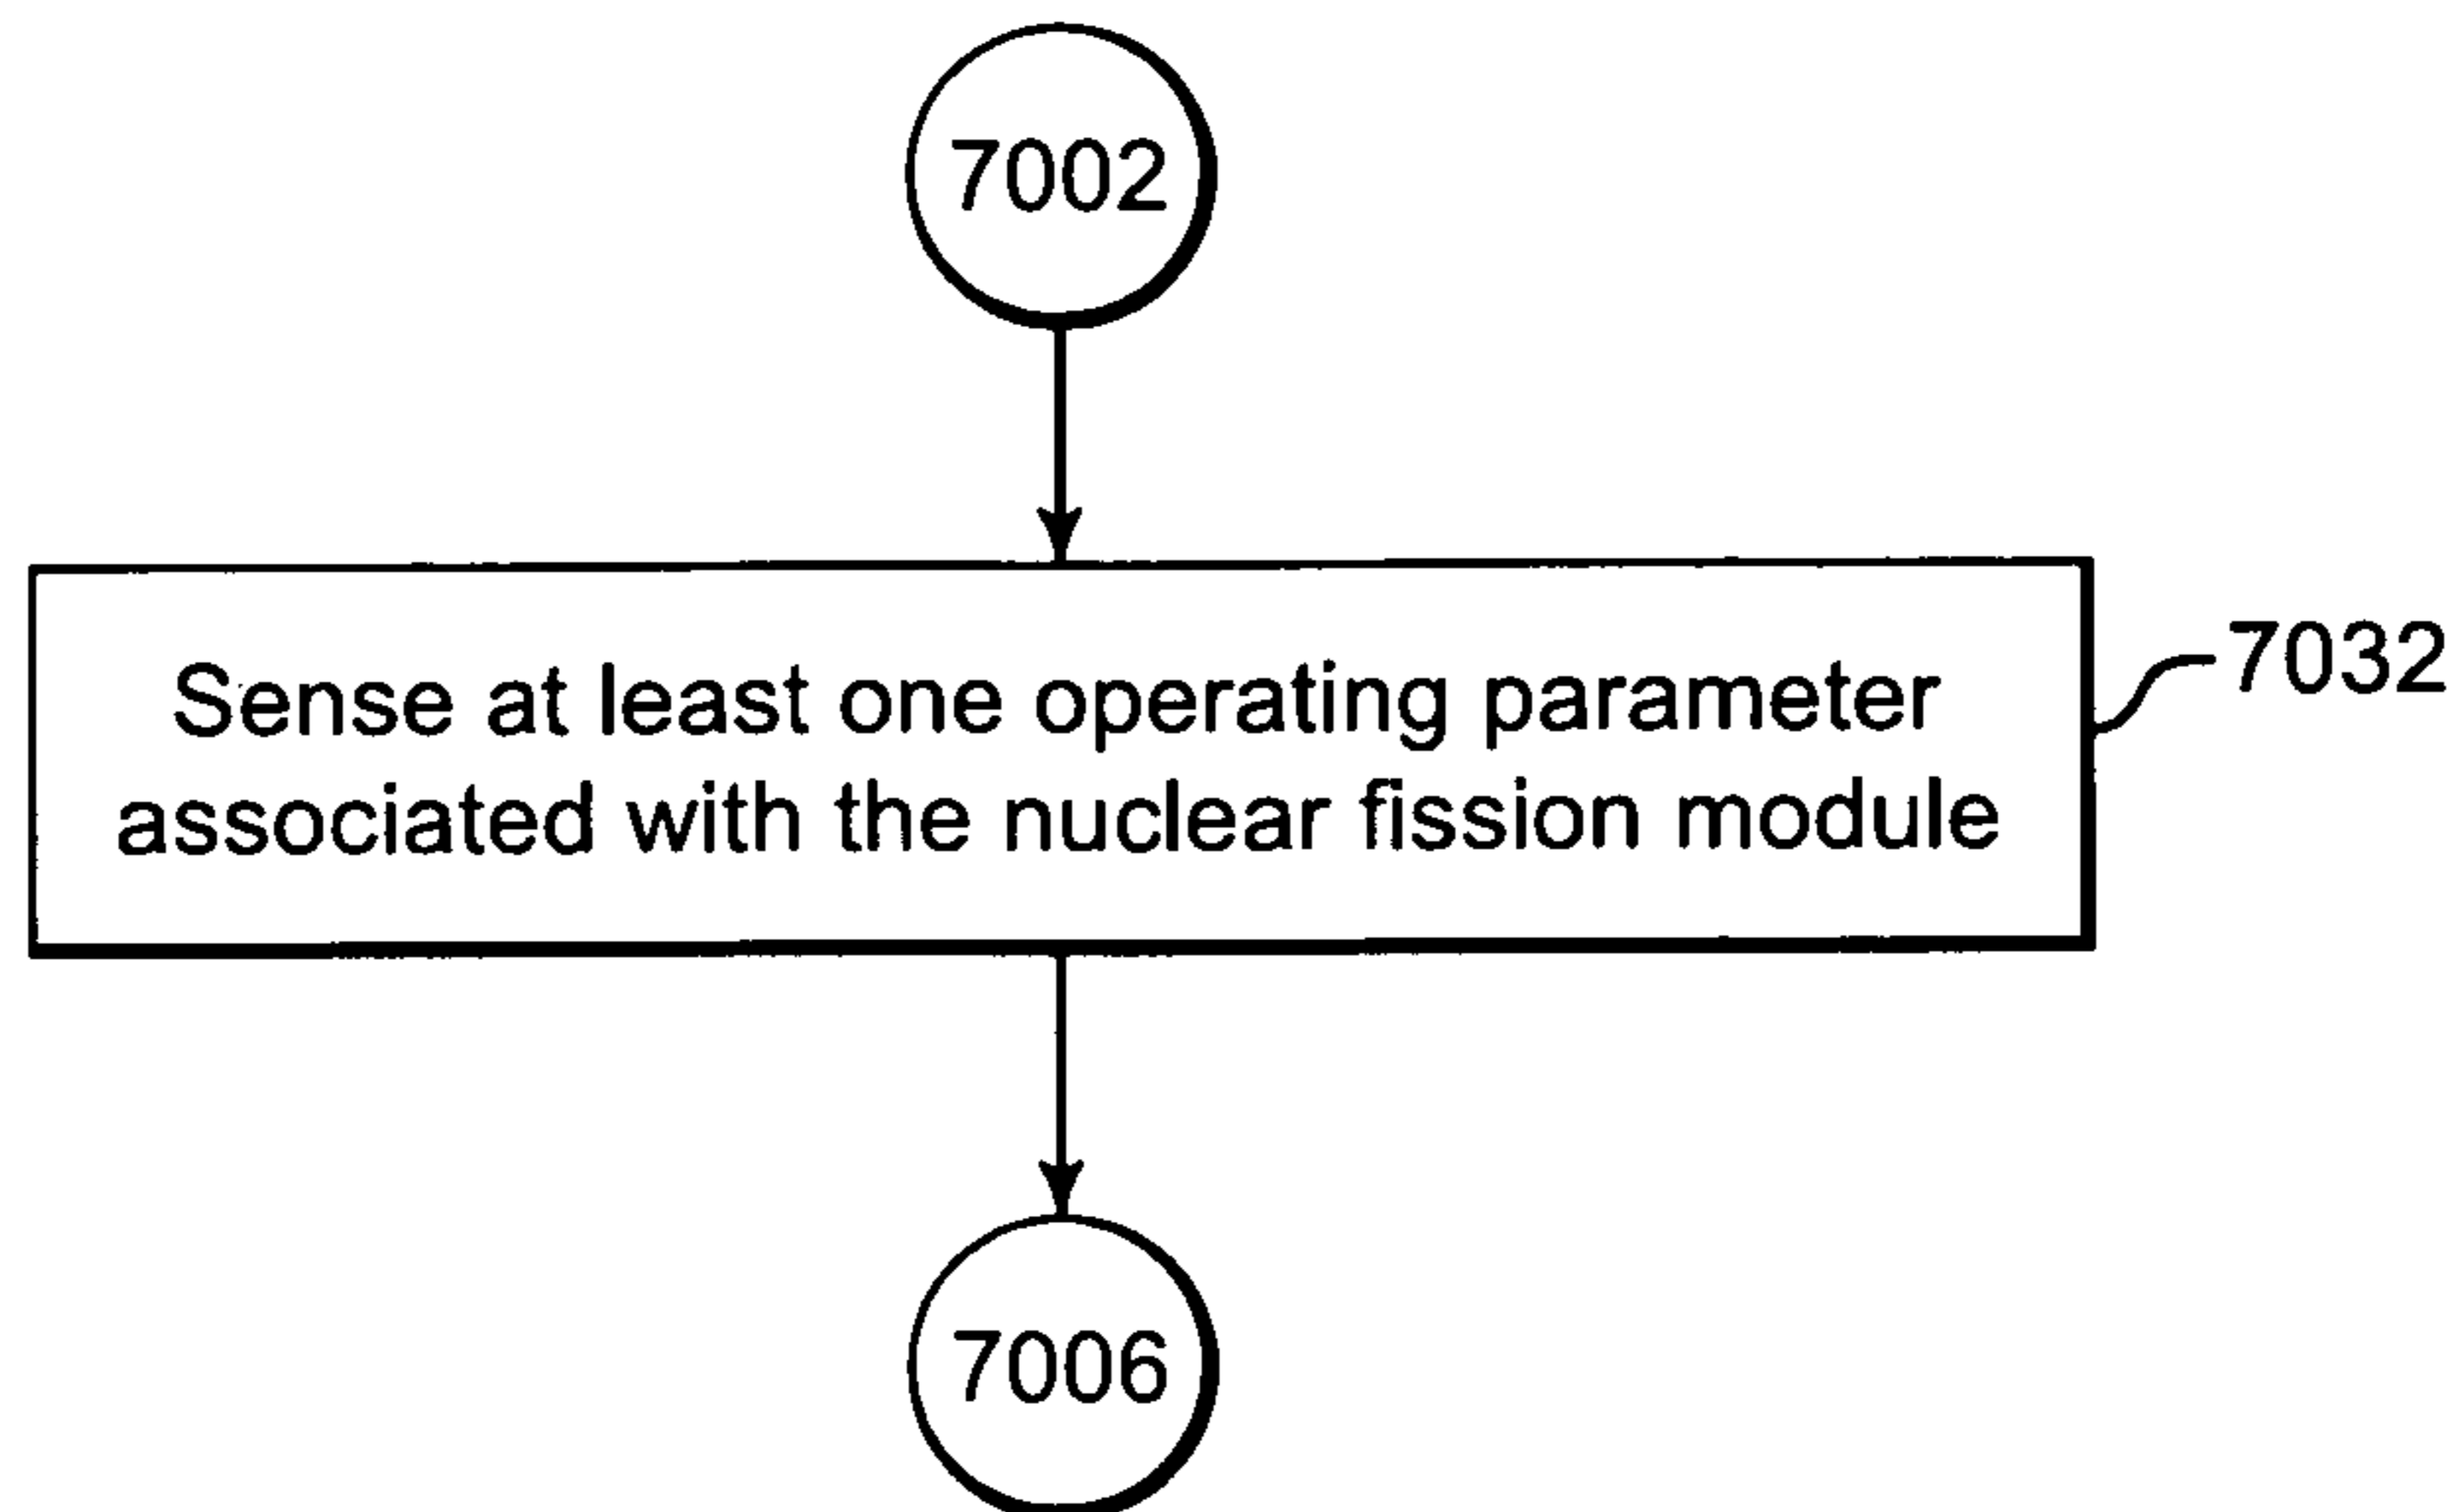 7002
Sense at least one operating parameter
associated with the nuclear fission module
7032
7006